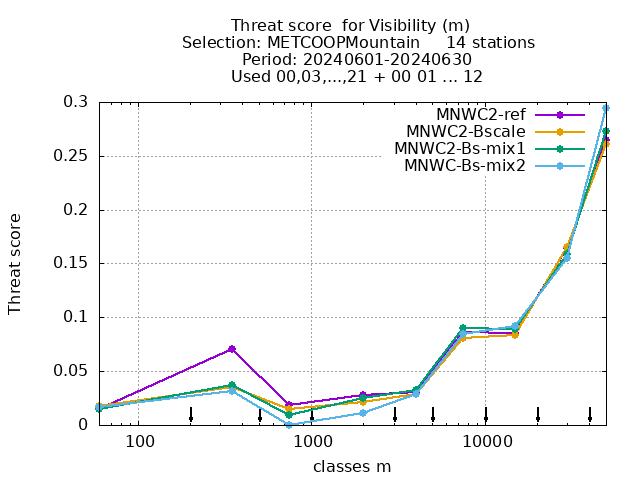 Threat score  for Visibility (m)
Selection: METCOOPMountain     14 stations
Period: 20240601-20240630
Used 00,03,...,21 + 00 01 ... 12
MNWC2-ref
MNWC2-Bscale
MNWC2-Bs-mix1
MNWC-Bs-mix2
0.3
0.25
0.2
0.15
0.1
0.05
0
Threat score
100
1000
10000
classes m